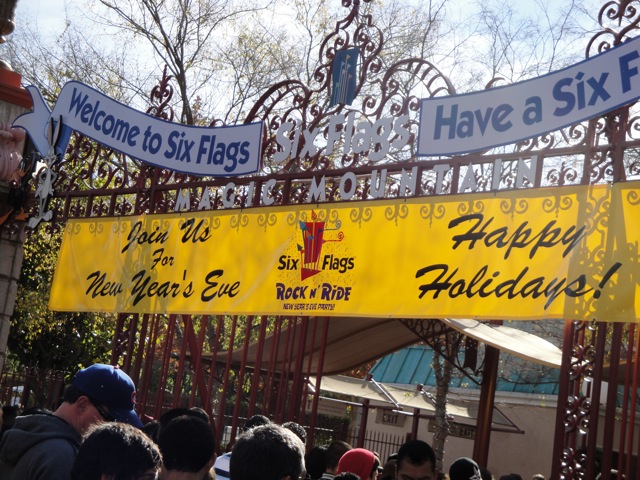 Welcome to Six Flags
Six Flags
Have a Six F
MAGIC MOUNTAIN
Join Us
For
New Year's Eve
Six Flags
ROCK N' RIDE
NEW YEAR'S EVE PARTY!
Happy
Holidays!
EXIT